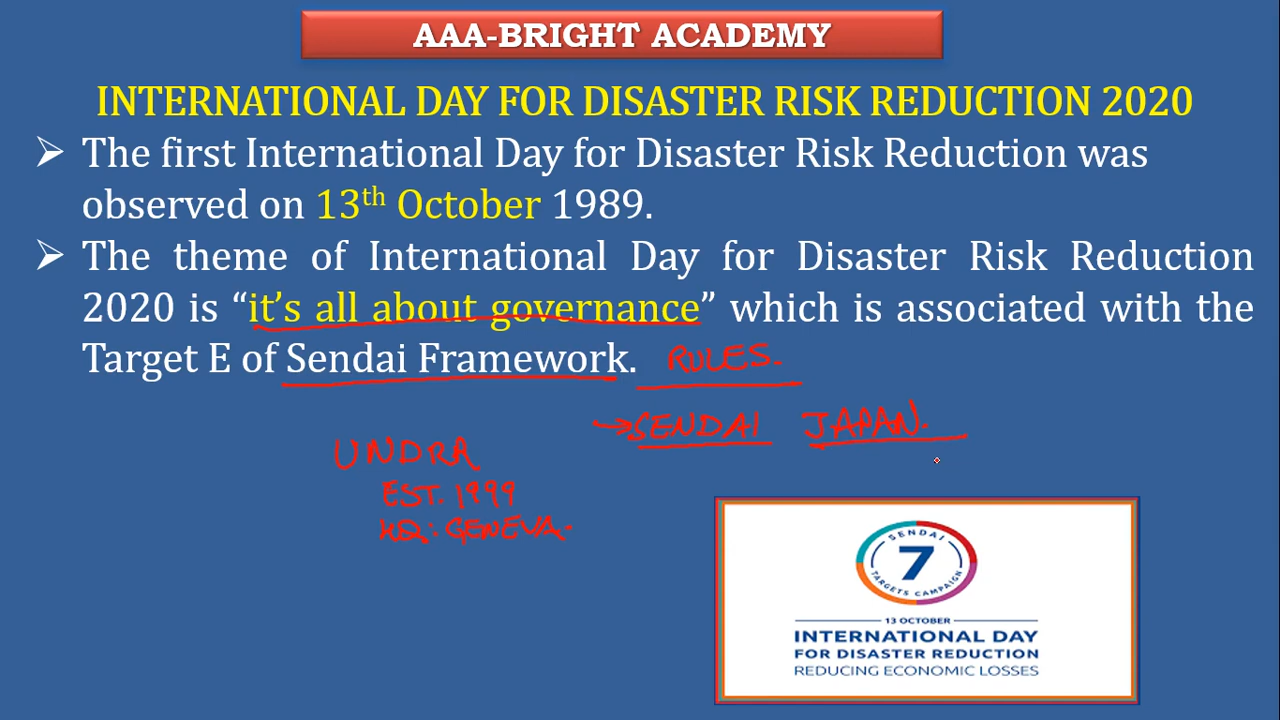 AAA-BRIGHT ACADEMY
INTERNATIONAL DAY FOR DISASTER RISK REDUCTION 2020
➢ The first International Day for Disaster Risk Reduction was
observed on 13th October 1989.
➢ The theme of International Day for Disaster Risk Reduction
2020 is “it’s all about governance” which is associated with the
Target E of Sendai Framework. RULES.
→SENDAI JAPAN.
UNDRA
EST. 1999
HQ: GENEVA.
SENDAI
7
TARGETS CAMPAIGN
13 OCTOBER
INTERNATIONAL DAY
FOR DISASTER REDUCTION
REDUCING ECONOMIC LOSSES